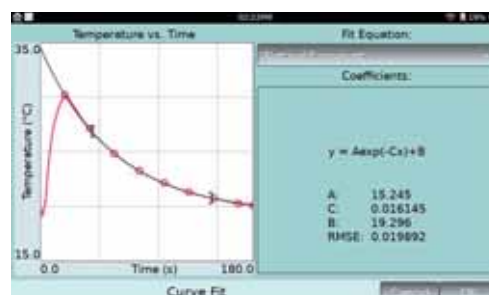 Temperature vs. Time
Fit Equation:
35.0
Temperature (°C)
15.0
0.0
Time (s)
180.0
Coefficients:
y = Aexp(-Cx)+B
A: 15.245
C: 0.016145
B: 19.296
RMSE: 0.019892
Curve Fit